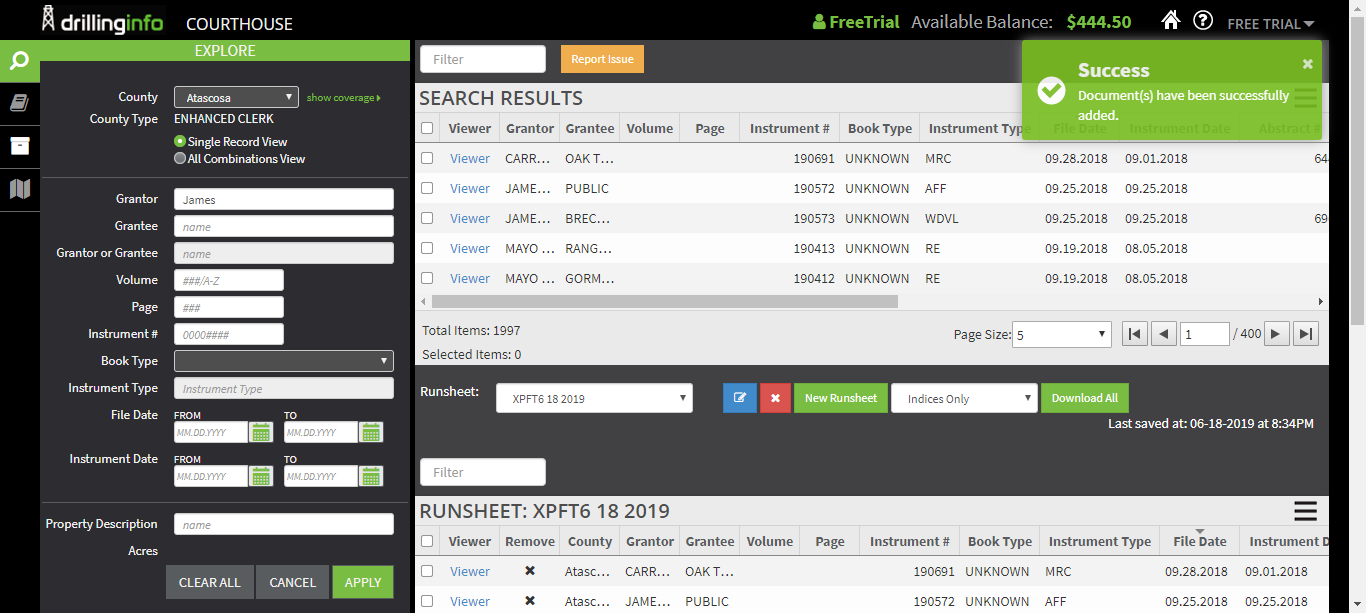 drillinginfo COURTHOUSE
FreeTrial Available Balance: $444.50 FREE TRIAL
EXPLORE
County Atascosa show coverage
County Type ENHANCED CLERK
Single Record View
All Combinations View
Grantor James
Grantee name
Grantor or Grantee name
Volume ###/A-Z
Page ###
Instrument # 0000####
Book Type
Instrument Type Instrument Type
File Date FROM TO
MM.DD.YYYY MM.DD.YYYY
Instrument Date FROM TO
MM.DD.YYYY MM.DD.YYYY
Property Description name
Acres
CLEAR ALL CANCEL APPLY
Filter Report Issue
Success
Document(s) have been successfully
added.
SEARCH RESULTS
Viewer Grantor Grantee Volume Page Instrument # Book Type Instrument Type File Date Instrument Date Abstract #
Viewer CARR... OAK T... 190691 UNKNOWN MRC 09.28.2018 09.01.2018 64
Viewer JAME... PUBLIC 190572 UNKNOWN AFF 09.25.2018 09.25.2018
Viewer JAME... BREC... 190573 UNKNOWN WDVL 09.25.2018 09.25.2018 69
Viewer MAYO ... RANG... 190413 UNKNOWN RE 09.19.2018 08.05.2018
Viewer MAYO ... GORM... 190412 UNKNOWN RE 09.19.2018 08.05.2018
Total Items: 1997
Selected Items: 0
Page Size: 5 1 / 400
Runsheet: XPFT6 18 2019 New Runsheet Indices Only Download All
Last saved at: 06-18-2019 at 8:34PM
Filter
RUNSHEET: XPFT6 18 2019
Viewer Remove County Grantor Grantee Volume Page Instrument # Book Type Instrument Type File Date Instrument D
Viewer Atasc... CARR... OAK T... 190691 UNKNOWN MRC 09.28.2018 09.01.2018
Viewer Atasc... JAME... PUBLIC 190572 UNKNOWN AFF 09.25.2018 09.25.2018